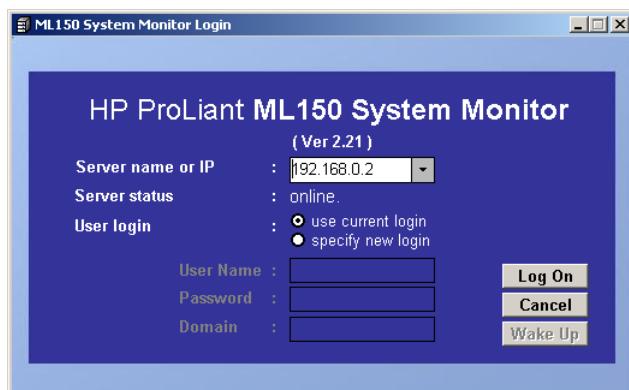 ML150 System Monitor Login
HP ProLiant ML150 System Monitor
( Ver 2.21 )
Server name or IP : 192.168.0.2
Server status : online.
User login : use current login
specify new login
User Name :
Password :
Domain :
Log On
Cancel
Wake Up